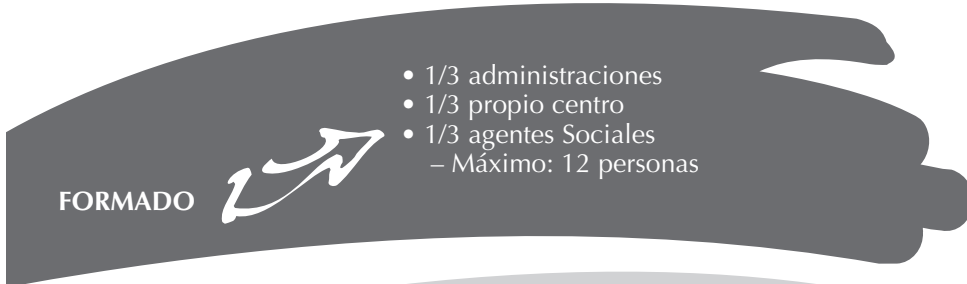 • 1/3 administraciones
• 1/3 propio centro
• 1/3 agentes Sociales
– Máximo: 12 personas
FORMADO